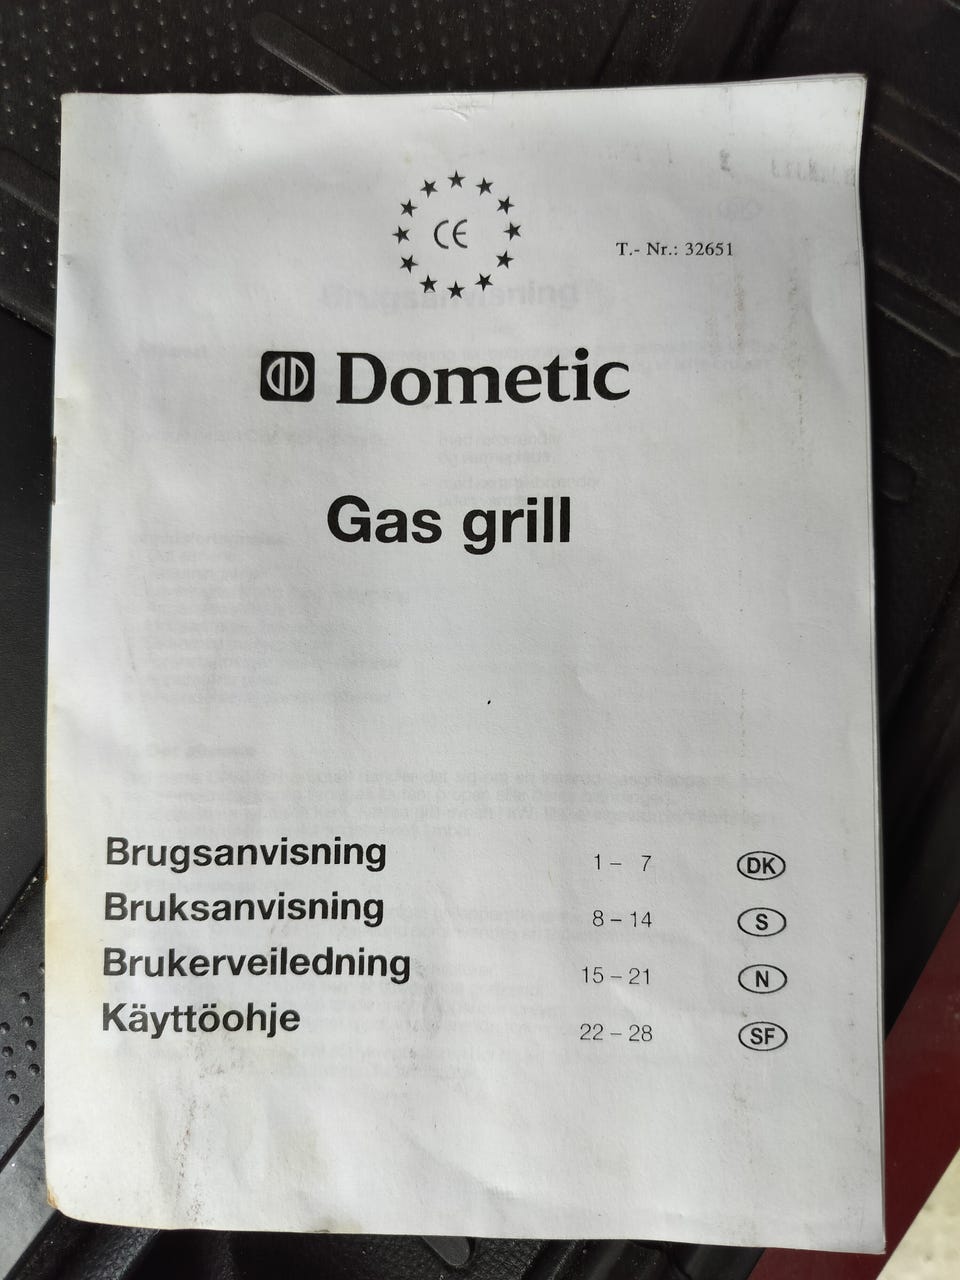 CE
T.- Nr.: 32651
Dometic
Gas grill
Brugsanvisning 1 – 7 DK
Bruksanvisning 8 – 14 S
Brukerveiledning 15 – 21 N
Käyttöohje 22 – 28 SF